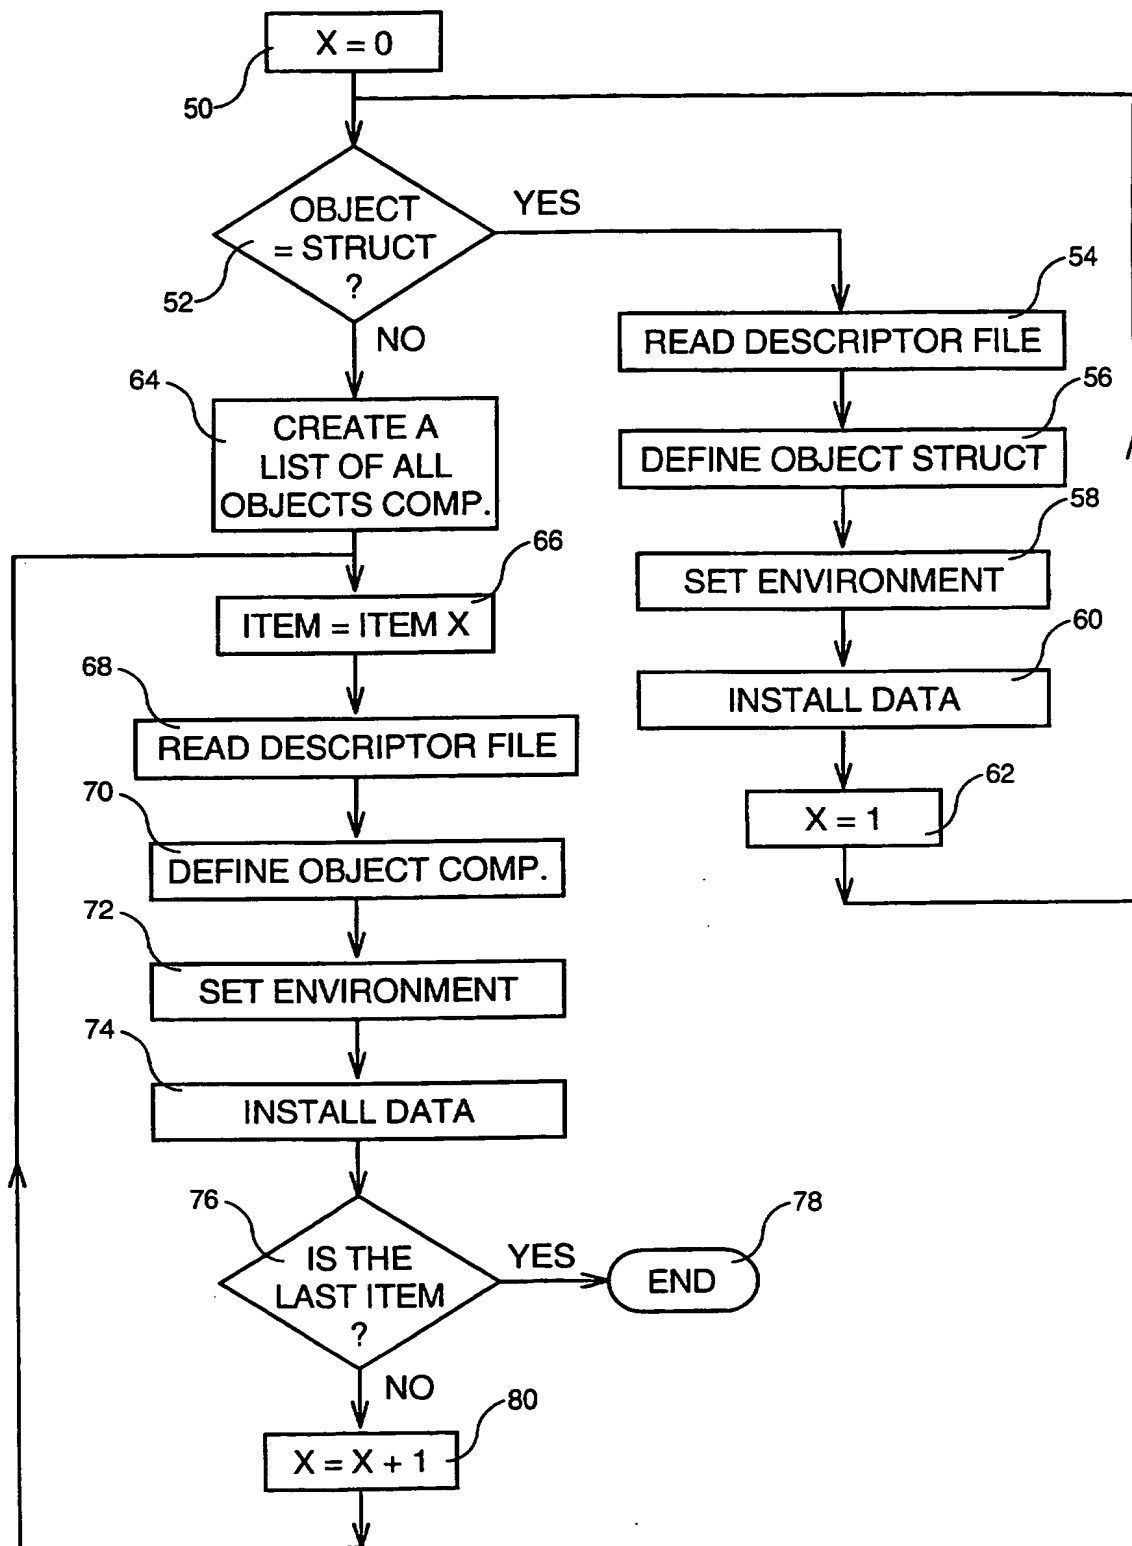 X = 0
50
OBJECT
= STRUCT
?
52
YES
NO
54
READ DESCRIPTOR FILE
56
DEFINE OBJECT STRUCT
58
SET ENVIRONMENT
60
INSTALL DATA
62
X = 1
64
CREATE A
LIST OF ALL
OBJECTS COMP.
66
ITEM = ITEM X
68
READ DESCRIPTOR FILE
70
DEFINE OBJECT COMP.
72
SET ENVIRONMENT
74
INSTALL DATA
76
IS THE
LAST ITEM
?
YES
78
END
NO
80
X = X + 1